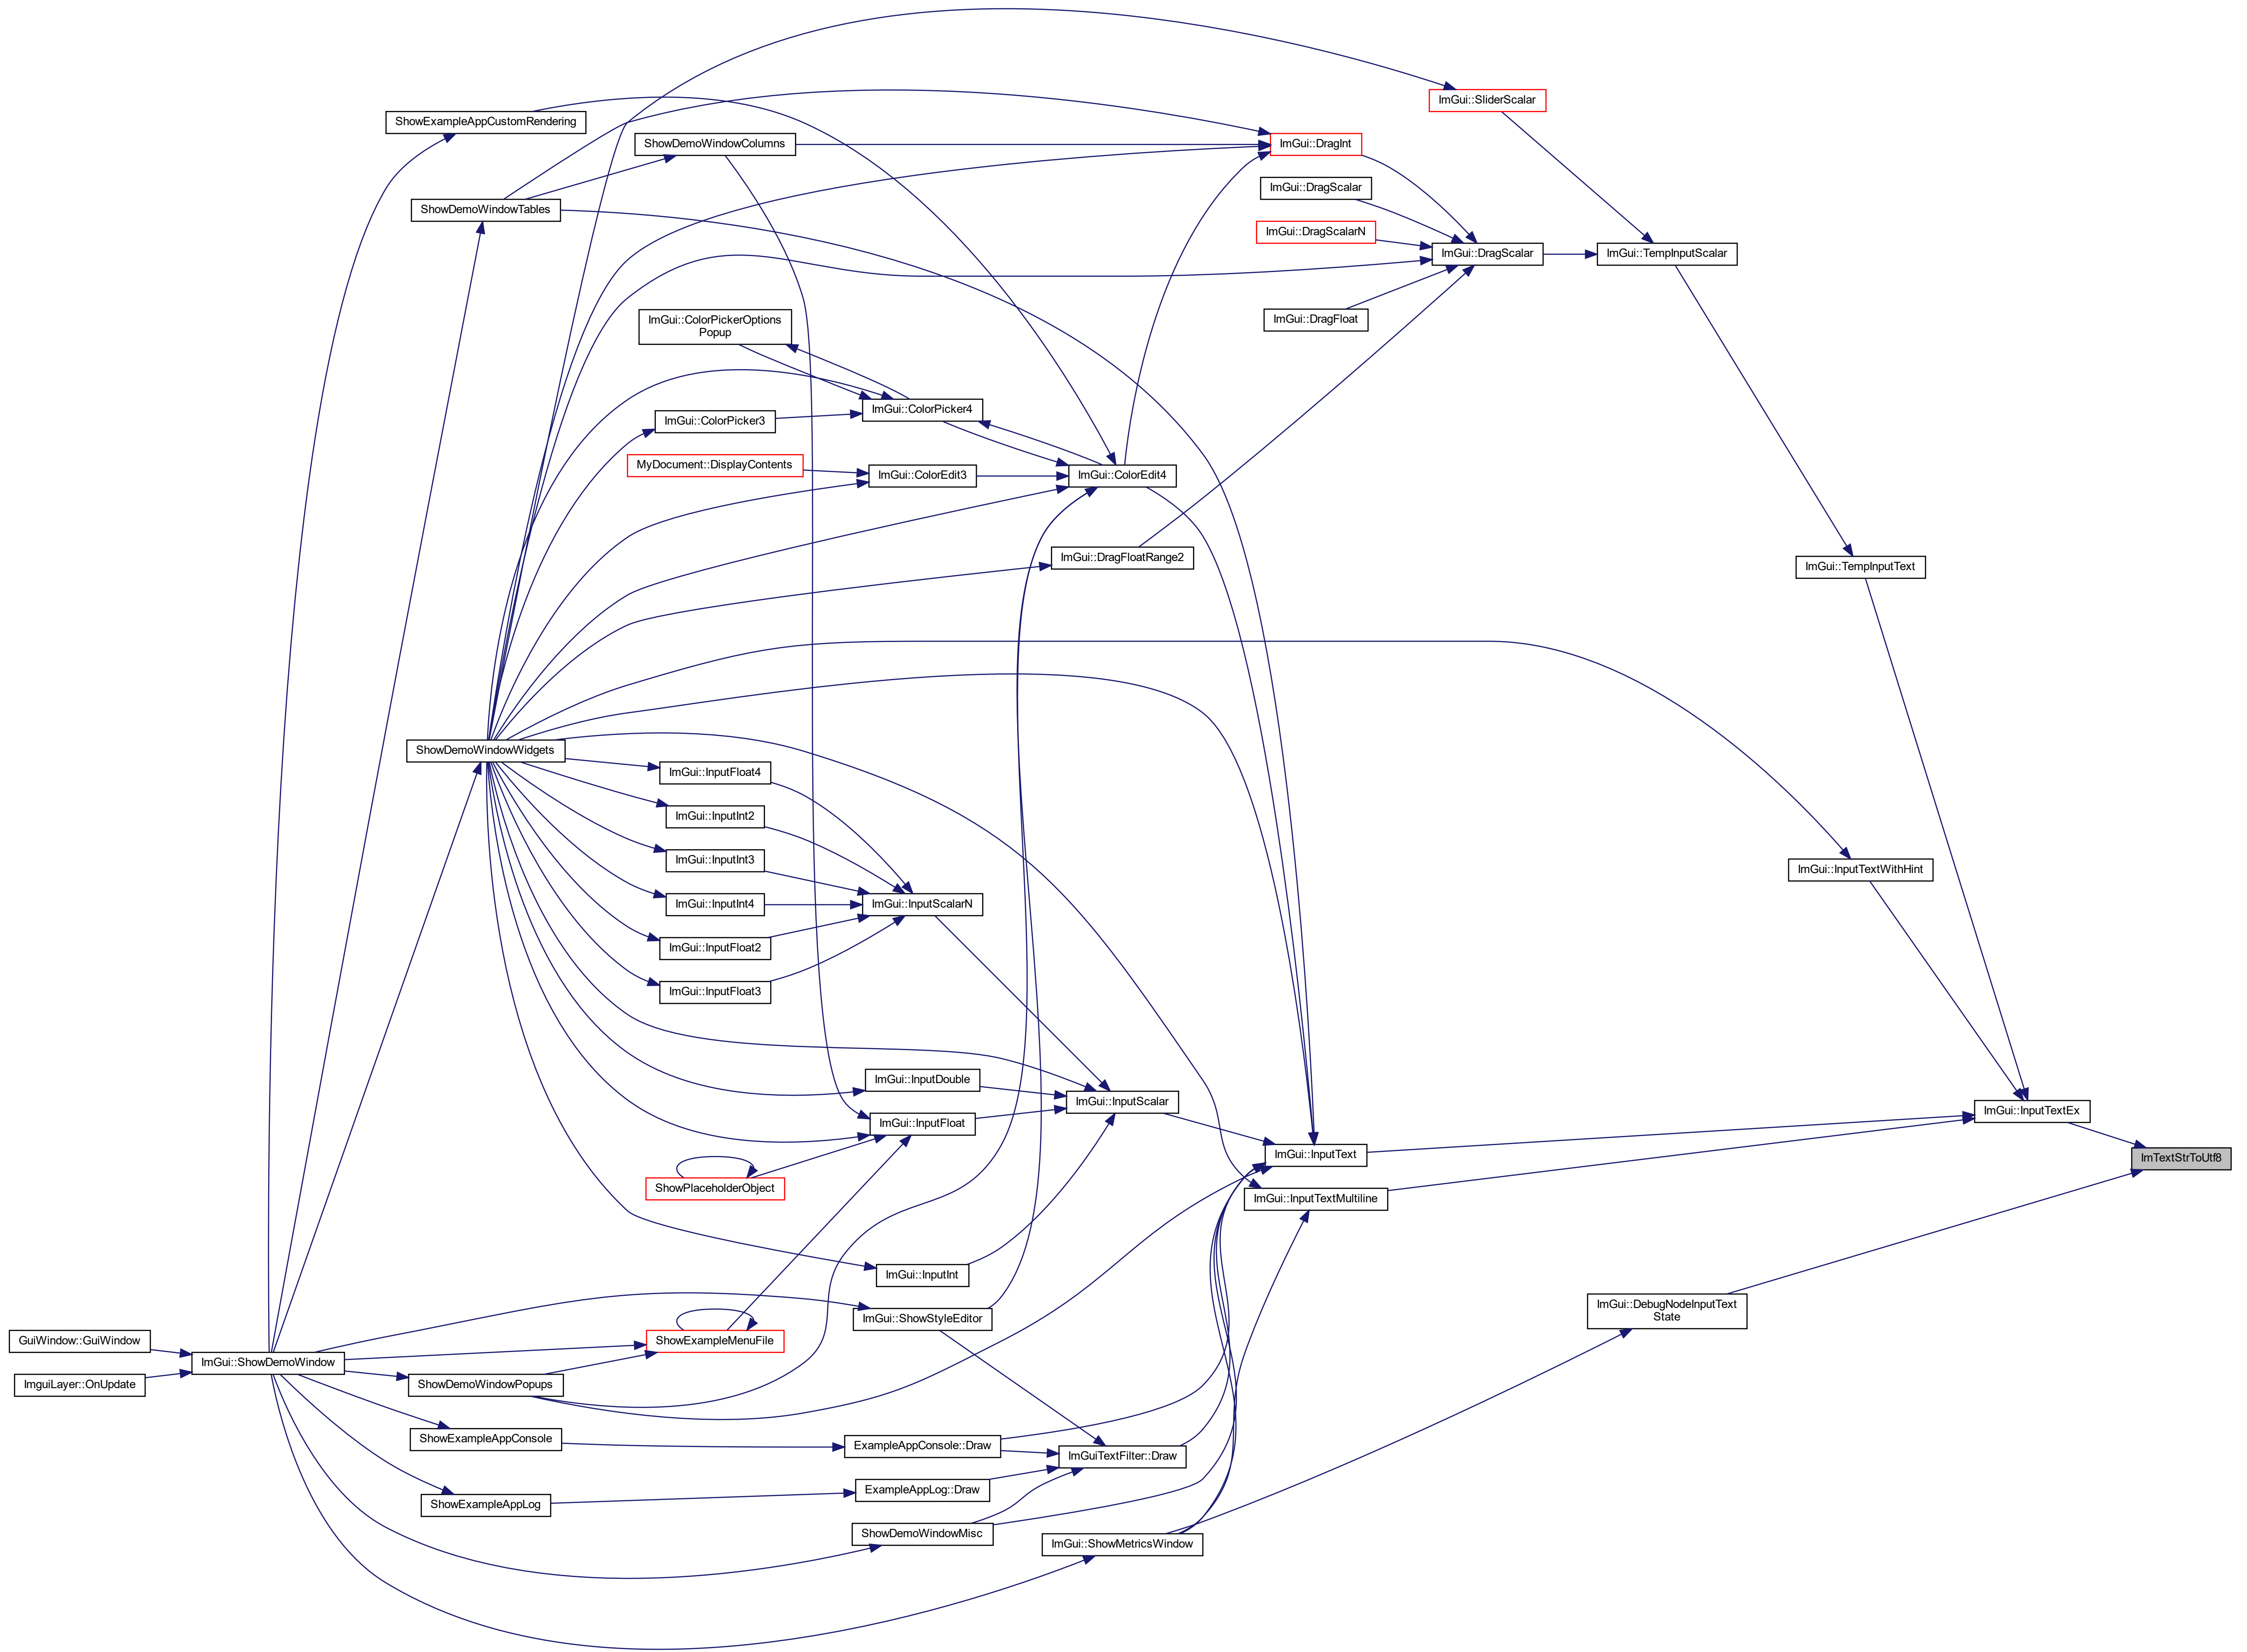 ImGui::SliderScalar
ShowExampleAppCustomRendering
ShowDemoWindowColumns
ImGui::DragInt
ImGui::DragScalar
ShowDemoWindowTables
ImGui::DragScalarN
ImGui::DragScalar
ImGui::TempInputScalar
ImGui::ColorPickerOptions
Popup
ImGui::DragFloat
ImGui::ColorPicker4
ImGui::ColorPicker3
MyDocument::DisplayContents
ImGui::ColorEdit3
ImGui::ColorEdit4
ImGui::DragFloatRange2
ImGui::TempInputText
ShowDemoWindowWidgets
ImGui::InputFloat4
ImGui::InputInt2
ImGui::InputInt3
ImGui::InputTextWithHint
ImGui::InputInt4
ImGui::InputScalarN
ImGui::InputFloat2
ImGui::InputFloat3
ImGui::InputDouble
ImGui::InputScalar
ImGui::InputTextEx
ImGui::InputFloat
ImGui::InputText
ImTextStrToUtf8
ShowPlaceholderObject
ImGui::InputTextMultiline
ImGui::InputInt
ImGui::DebugNodeInputText
State
ImGui::ShowStyleEditor
GuiWindow::GuiWindow
ShowExampleMenuFile
ImGui::ShowDemoWindow
ImguiLayer::OnUpdate
ShowDemoWindowPopups
ShowExampleAppConsole
ExampleAppConsole::Draw
ImGuiTextFilter::Draw
ExampleAppLog::Draw
ShowExampleAppLog
ShowDemoWindowMisc
ImGui::ShowMetricsWindow